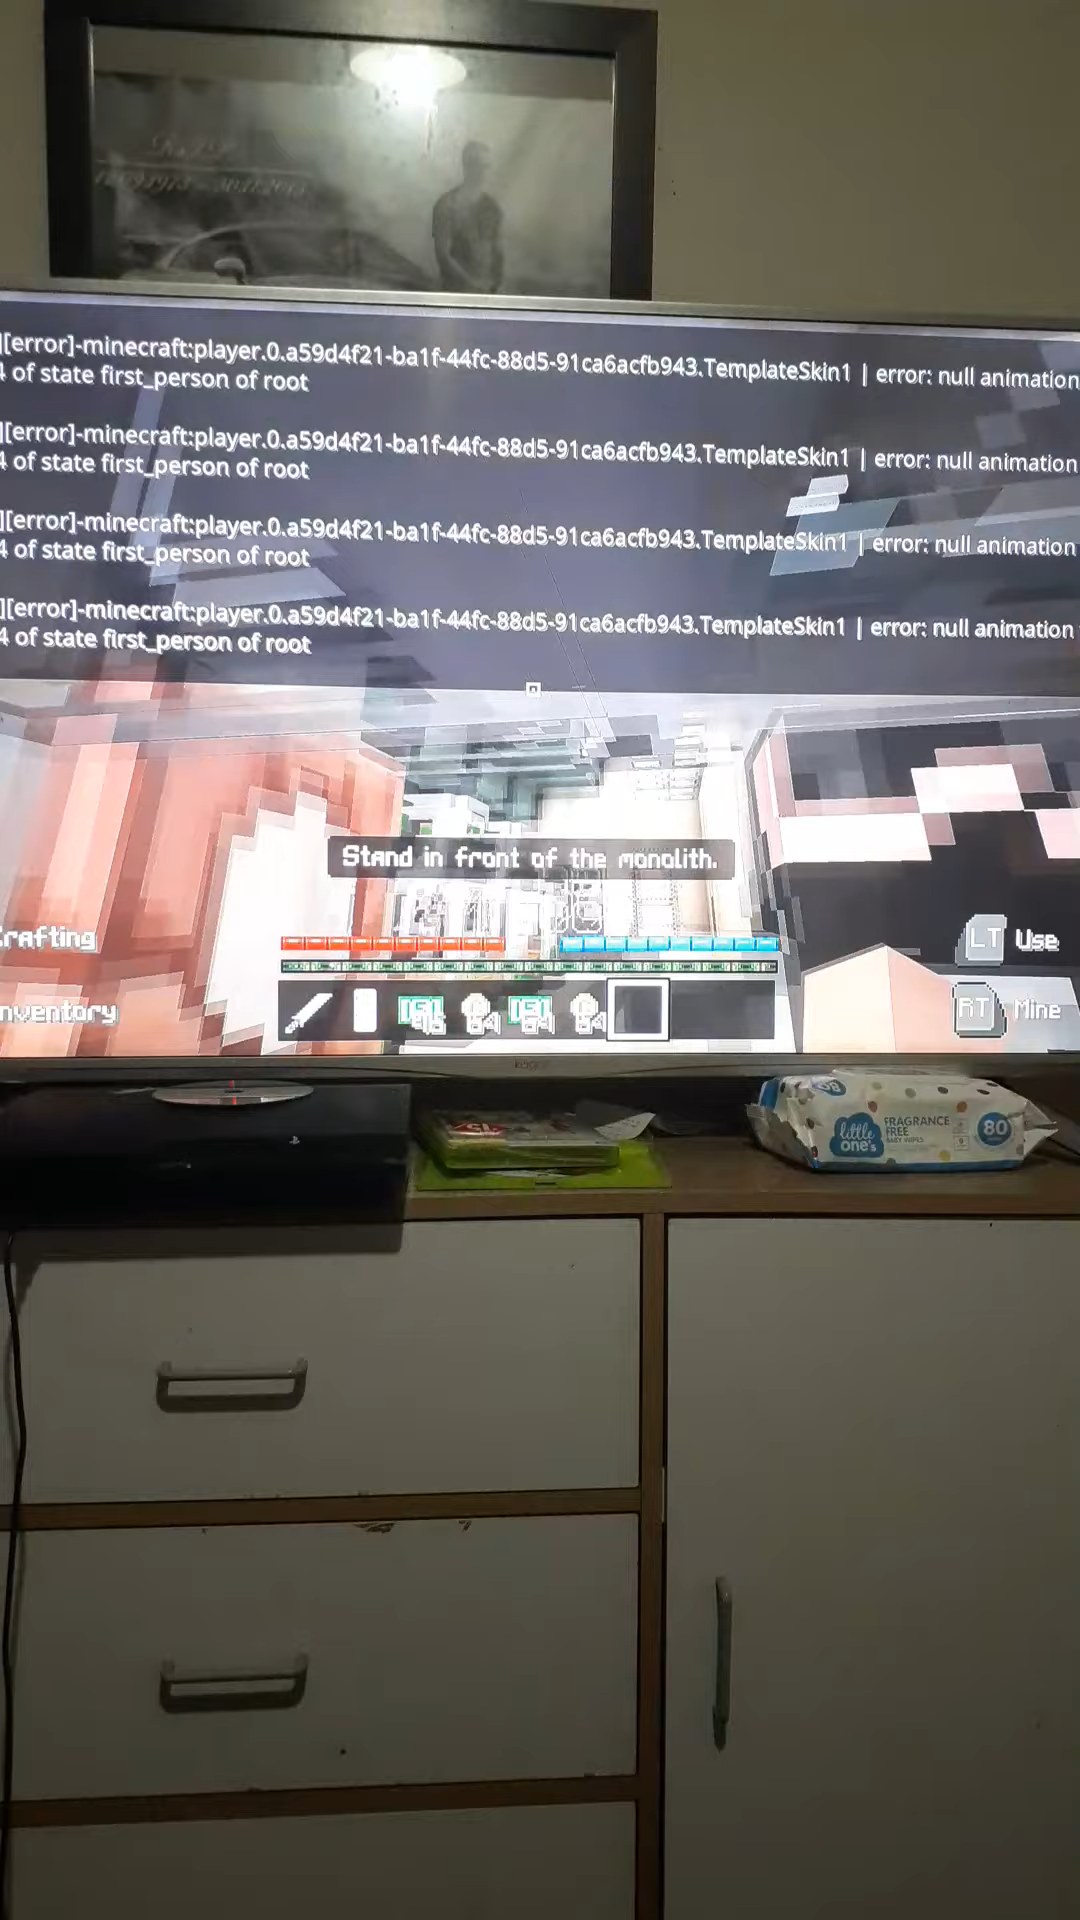 R.I.P
][error]-minecraft:player.0.a59d4f21-ba1f-44fc-88d5-91ca6acfb943.TemplateSkin1 | error: null animation
4 of state first_person of root
][error]-minecraft:player.0.a59d4f21-ba1f-44fc-88d5-91ca6acfb943.TemplateSkin1 | error: null animation
4 of state first_person of root
][error]-minecraft:player.0.a59d4f21-ba1f-44fc-88d5-91ca6acfb943.TemplateSkin1 | error: null animation
4 of state first_person of root
][error]-minecraft:player.0.a59d4f21-ba1f-44fc-88d5-91ca6acfb943.TemplateSkin1 | error: null animation
4 of state first_person of root
Stand in front of the monolith.
Crafting
LT Use
nventory
RT Mine
64
64
64
kogan
little
one's
FRAGRANCE
FREE
BABY WIPES
80